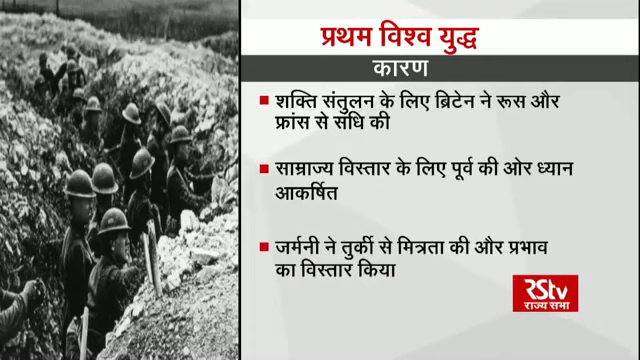 प्रथम विश्व युद्ध
कारण
शक्ति संतुलन के लिए ब्रिटेन ने रूस और
फ्रांस से संधि की
साम्राज्य विस्तार के लिए पूर्व की ओर ध्यान
आकर्षित
जर्मनी ने तुर्की से मित्रता की और प्रभाव
का विस्तार किया
RStv
राज्य सभा